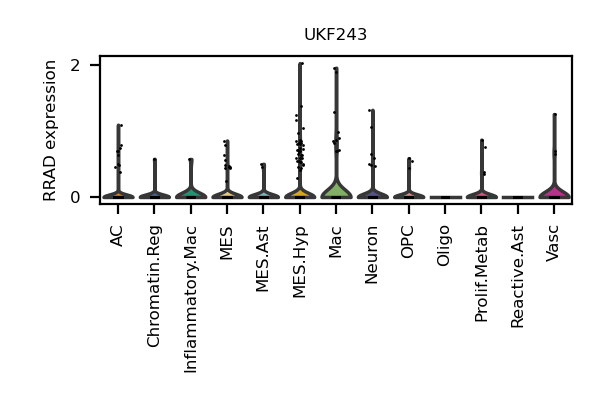 UKF243
RRAD expression
2
0
AC
Chromatin.Reg
Inflammatory.Mac
MES
MES.Ast
MES.Hyp
Mac
Neuron
OPC
Oligo
Prolif.Metab
Reactive.Ast
Vasc